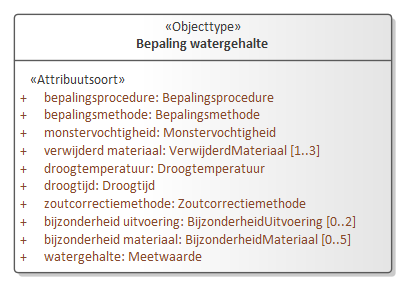 «Objecttype»
Bepaling watergehalte
«Attribuutsoort»
+ bepalingsprocedure: Bepalingsprocedure
+ bepalingsmethode: Bepalingsmethode
+ monstervochtigheid: Monstervochtigheid
+ verwijderd materiaal: VerwijderdMateriaal [1..3]
+ droogtemperatuur: Droogtemperatuur
+ droogtijd: Droogtijd
+ zoutcorrectiemethode: Zoutcorrectiemethode
+ bijzonderheid uitvoering: BijzonderheidUitvoering [0..2]
+ bijzonderheid materiaal: BijzonderheidMateriaal [0..5]
+ watergehalte: Meetwaarde